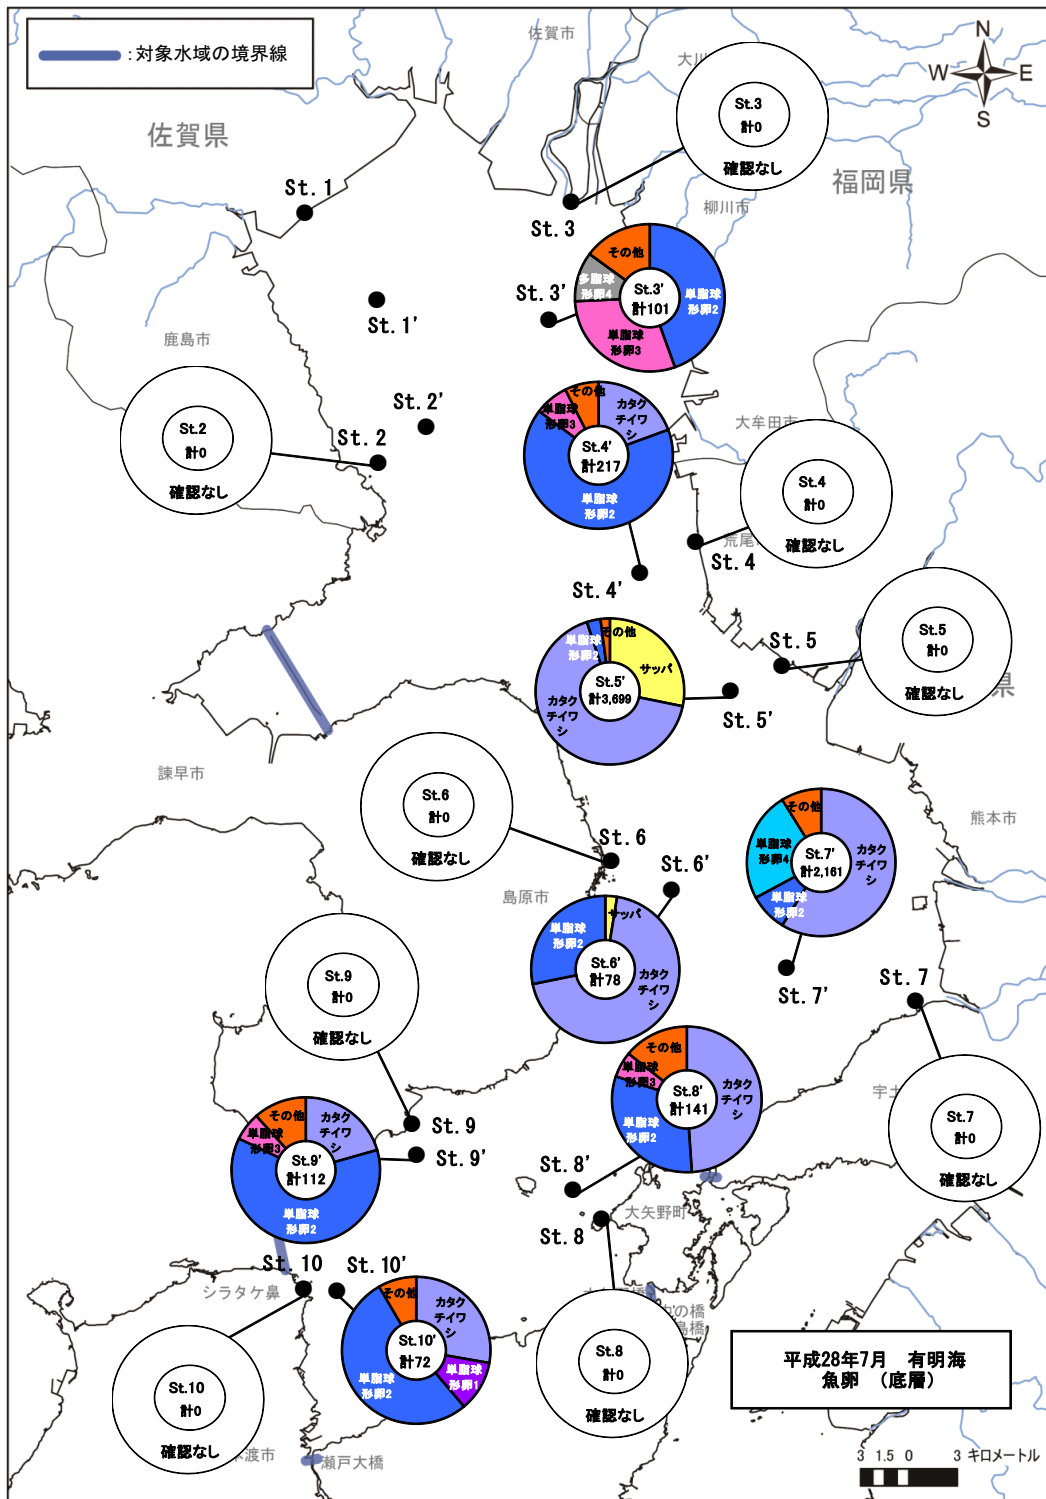 :対象水域の境界線
佐賀市
N
W
E
S
佐賀県
St.3
計0
確認なし
福岡県
柳川市
St. 1
St. 3
St. 1'
St. 3'
その他
多脂球
形卵4
St.3'
計101
単脂球
形卵2
単脂球
形卵3
鹿島市
St. 2'
St. 2
St.2
計0
確認なし
その他
単脂球
形卵3
カタク
チイワ
シ
St.4'
計217
単脂球
形卵2
大牟田市
St.4
計0
確認なし
St. 4
St. 4'
St.5
計0
確認なし
St. 5
その他
単脂球
形卵2
サッパ
St.5'
計3,699
カタク
チイワ
シ
St. 5'
県
諫早市
St.6
計0
確認なし
St. 6
St. 6'
島原市
その他
単脂球
形卵4
St.7'
計2,161
カタク
チイワ
シ
単脂球
形卵2
熊本市
サッパ
単脂球
形卵2
St.6'
計78
カタク
チイワ
シ
St. 7'
St. 7
St.9
計0
確認なし
その他
単脂球
形卵3
St.8'
計141
カタク
チイワ
シ
単脂球
形卵2
St.7
計0
確認なし
St. 9
St. 9'
その他
単脂球
形卵3
カタク
チイワ
シ
St.9'
計112
単脂球
形卵2
St. 8'
St. 8
大矢野町
St. 10
St. 10'
シラタケ鼻
その他
カタク
チイワ
シ
St.10'
計72
単脂球
形卵2
単脂球
形卵1
St.8
計0
確認なし
St.10
計0
確認なし
渡市
瀬戸大橋
平成28年7月 有明海
魚卵 （底層）
3 1.5 0 3 キロメートル